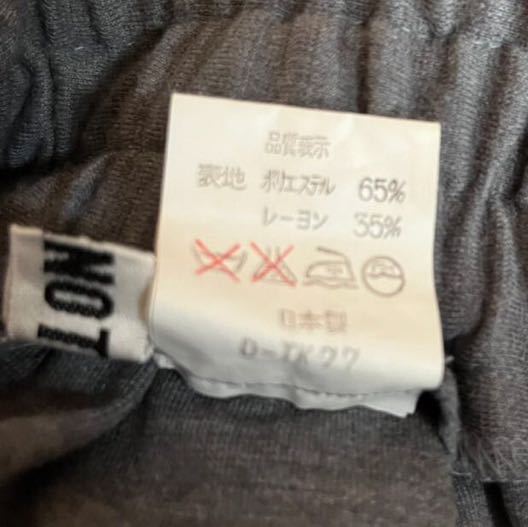 品質表示
表地 ポリエステル 65%
レーヨン 35%
日本製
D-TK27
NOT